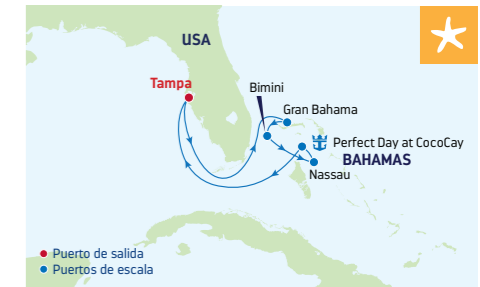 USA
Tampa
Bimini
Gran Bahama
Perfect Day at CocoCay
BAHAMAS
Nassau
Puerto de salida
Puertos de escala